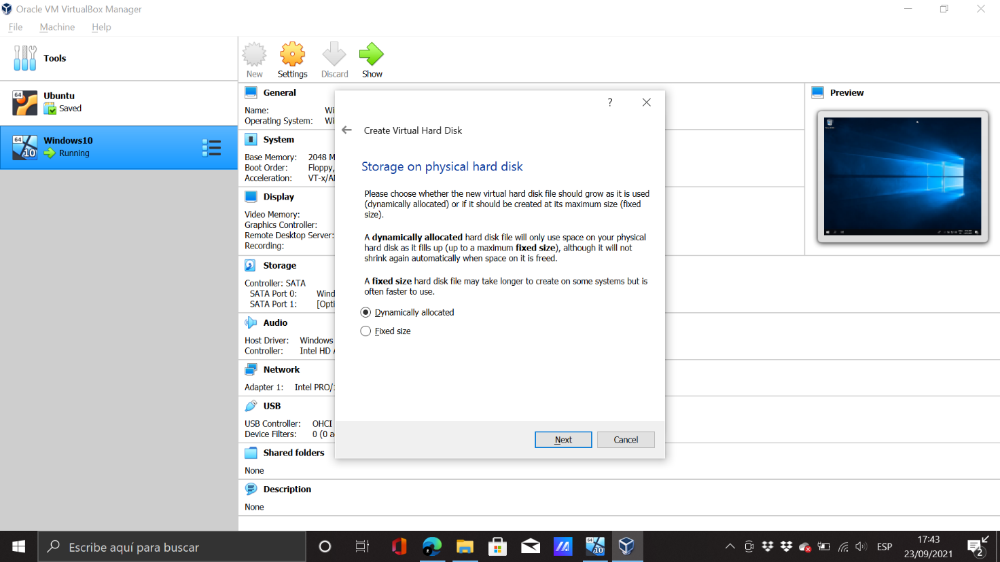 Oracle VM VirtualBox Manager
File Machine Help
Tools
New Settings Discard Show
64
Ubuntu
Saved
64
10
Windows10
Running
General
Name: Wi
Operating System: Wi
System
Base Memory: 2048 M
Boot Order: Floppy,
Acceleration: VT-x/A
Display
Video Memory:
Graphics Controller:
Remote Desktop Server:
Recording:
Storage
Controller: SATA
SATA Port 0: Wind
SATA Port 1: [Opti
Audio
Host Driver: Windows
Controller: Intel HD
Network
Adapter 1: Intel PRO/
USB
USB Controller: OHCI
Device Filters: 0 (0 a
Shared folders
None
Description
None
Preview
?
Create Virtual Hard Disk
Storage on physical hard disk
Please choose whether the new virtual hard disk file should grow as it is used
(dynamically allocated) or if it should be created at its maximum size (fixed
size).
A dynamically allocated hard disk file will only use space on your physical
hard disk as it fills up (up to a maximum fixed size), although it will not
shrink again automatically when space on it is freed.
A fixed size hard disk file may take longer to create on some systems but is
often faster to use.
Dynamically allocated
Fixed size
Next Cancel
Escribe aquí para buscar
64
10
ESP
17:43
23/09/2021
2